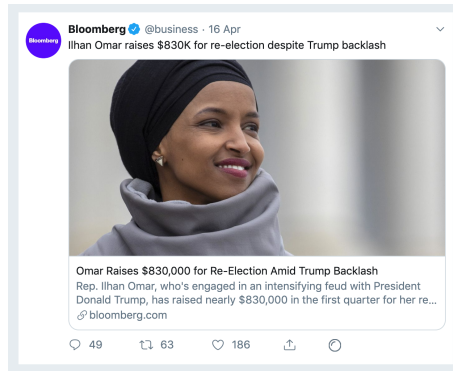 Bloomberg
Bloomberg @business · 16 Apr
Ilhan Omar raises $830K for re-election despite Trump backlash
Omar Raises $830,000 for Re-Election Amid Trump Backlash
Rep. Ilhan Omar, who's engaged in an intensifying feud with President
Donald Trump, has raised nearly $830,000 in the first quarter for her re...
bloomberg.com
49 63 186